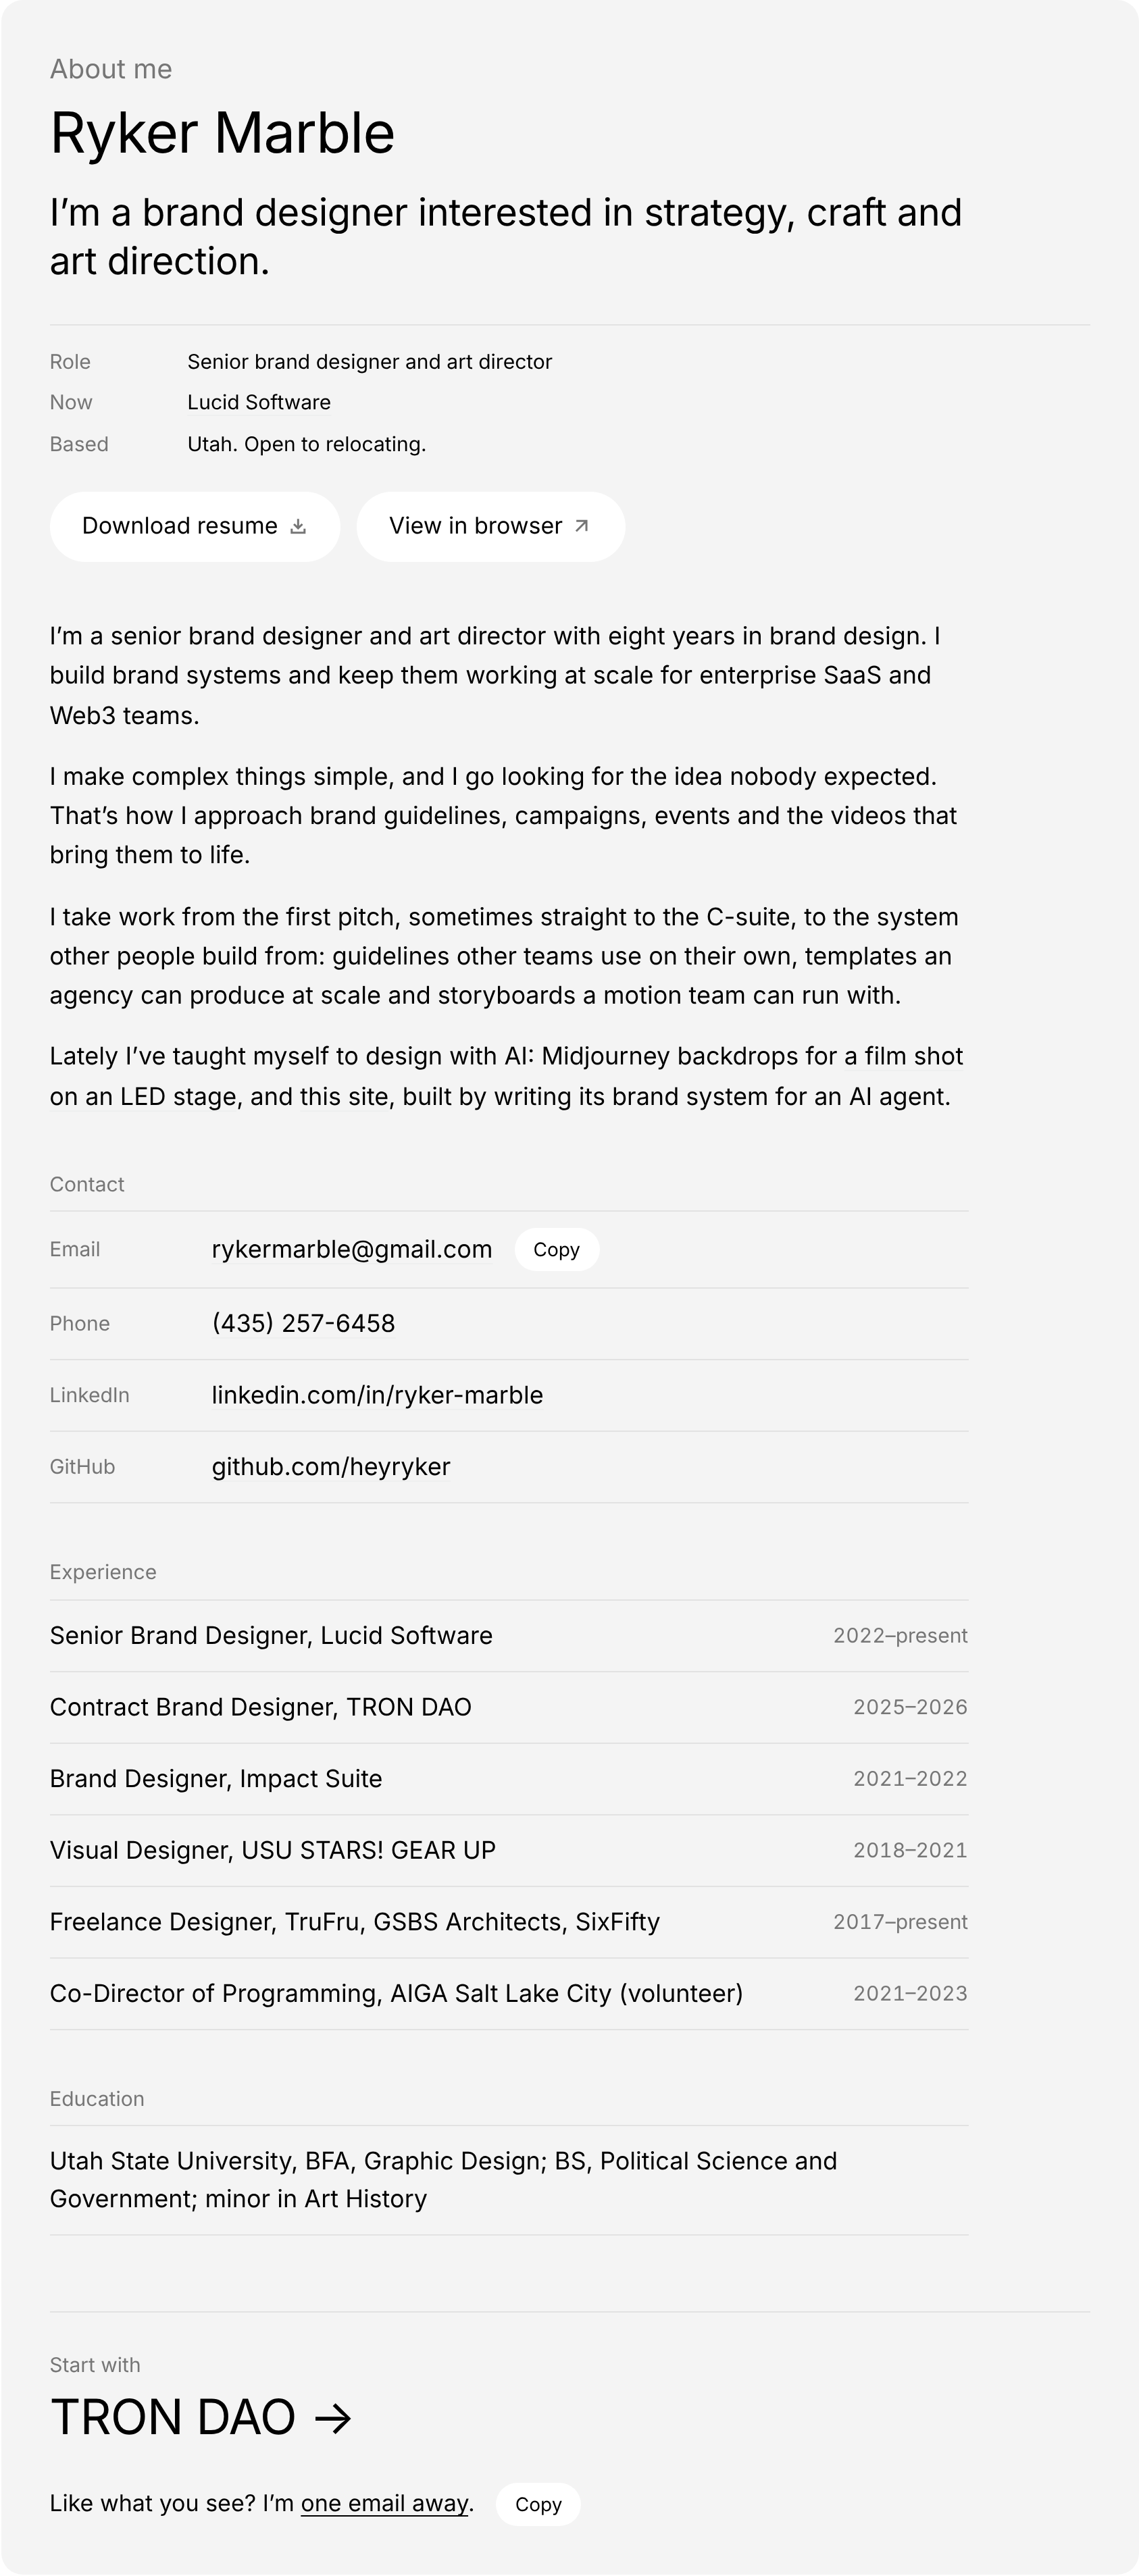 About me
Ryker Marble
I’m a brand designer interested in strategy, craft and
art direction.
Role Senior brand designer and art director
Now Lucid Software
Based Utah. Open to relocating.
Download resume View in browser
I’m a senior brand designer and art director with eight years in brand design. I
build brand systems and keep them working at scale for enterprise SaaS and
Web3 teams.
I make complex things simple, and I go looking for the idea nobody expected.
That’s how I approach brand guidelines, campaigns, events and the videos that
bring them to life.
I take work from the first pitch, sometimes straight to the C-suite, to the system
other people build from: guidelines other teams use on their own, templates an
agency can produce at scale and storyboards a motion team can run with.
Lately I’ve taught myself to design with AI: Midjourney backdrops for a film shot
on an LED stage, and this site, built by writing its brand system for an AI agent.
Contact
Email rykermarble@gmail.com Copy
Phone (435) 257-6458
LinkedIn linkedin.com/in/ryker-marble
GitHub github.com/heyryker
Experience
Senior Brand Designer, Lucid Software 2022–present
Contract Brand Designer, TRON DAO 2025–2026
Brand Designer, Impact Suite 2021–2022
Visual Designer, USU STARS! GEAR UP 2018–2021
Freelance Designer, TruFru, GSBS Architects, SixFifty 2017–present
Co-Director of Programming, AIGA Salt Lake City (volunteer) 2021–2023
Education
Utah State University, BFA, Graphic Design; BS, Political Science and
Government; minor in Art History
Start with
TRON DAO →
Like what you see? I’m one email away. Copy